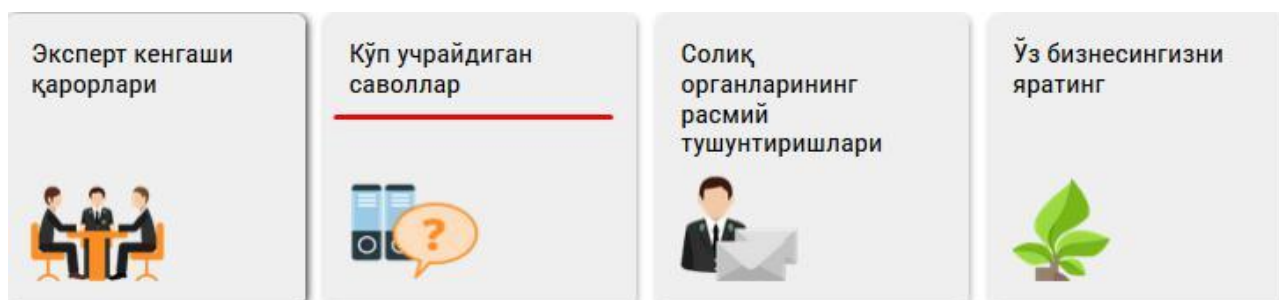 Эксперт кенгаши
қарорлари
Кўп учрайдиган
саволлар
Солиқ
органларининг
расмий
тушунтиришлари
Ўз бизнесингизни
яратинг
?